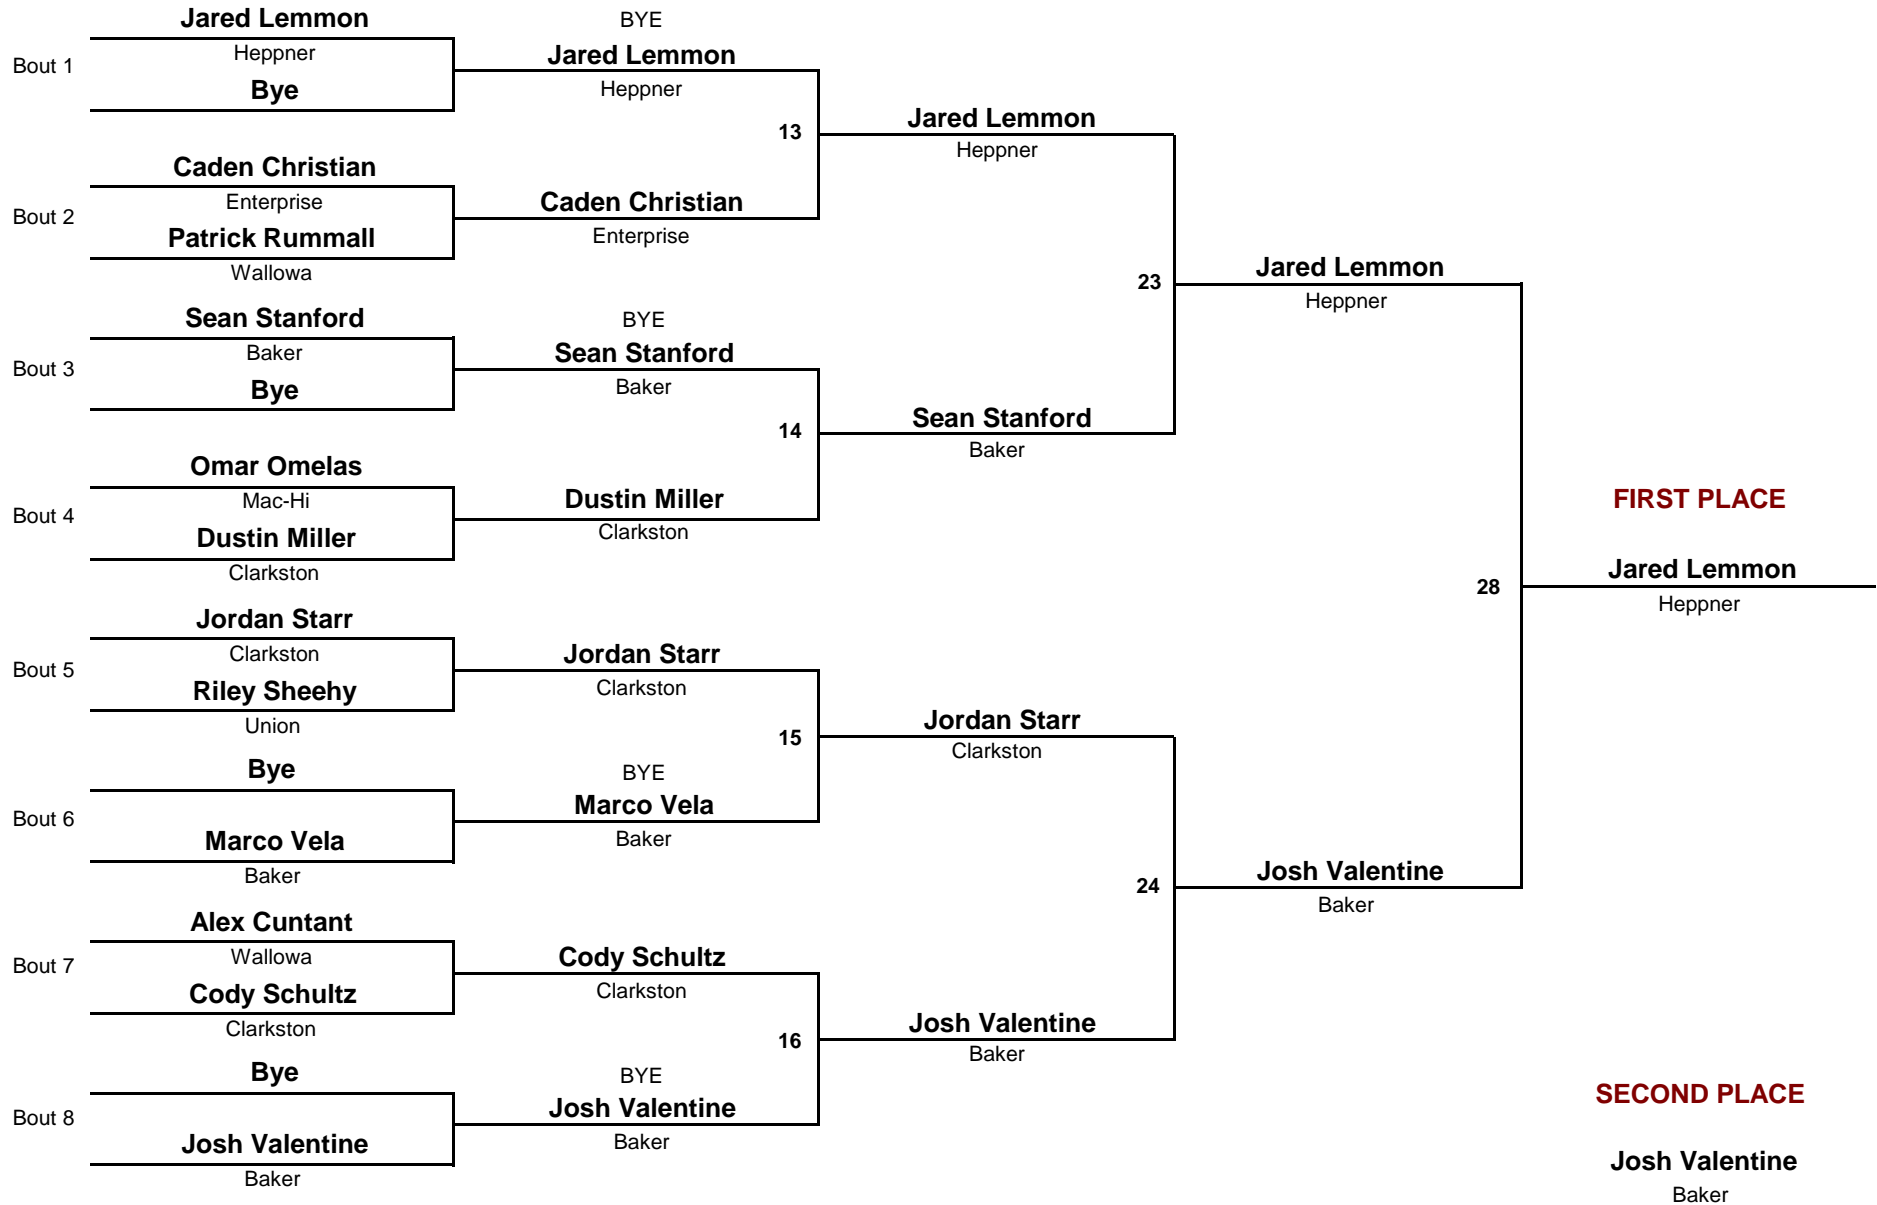 Jared Lemmon
Heppner
Bout 1
Bye
Caden Christian
Enterprise
Bout 2
Patrick Rummall
Wallowa
Sean Stanford
Baker
Bout 3
Bye
Omar Omelas
Mac-Hi
Bout 4
Dustin Miller
Clarkston
Jordan Starr
Clarkston
Bout 5
Riley Sheehy
Union
Bye
Bout 6
Marco Vela
Baker
Alex Cuntant
Wallowa
Bout 7
Cody Schultz
Clarkston
Bye
Bout 8
Josh Valentine
Baker
BYE
Jared Lemmon
Heppner
13
Caden Christian
Enterprise
BYE
Sean Stanford
Baker
14
Dustin Miller
Clarkston
Jordan Starr
Clarkston
15
BYE
Marco Vela
Baker
Cody Schultz
Clarkston
16
BYE
Josh Valentine
Baker
Jared Lemmon
Heppner
23
Sean Stanford
Baker
Jordan Starr
Clarkston
24
Josh Valentine
Baker
Jared Lemmon
Heppner
28
Josh Valentine
Baker
FIRST PLACE
Jared Lemmon
Heppner
SECOND PLACE
Josh Valentine
Baker